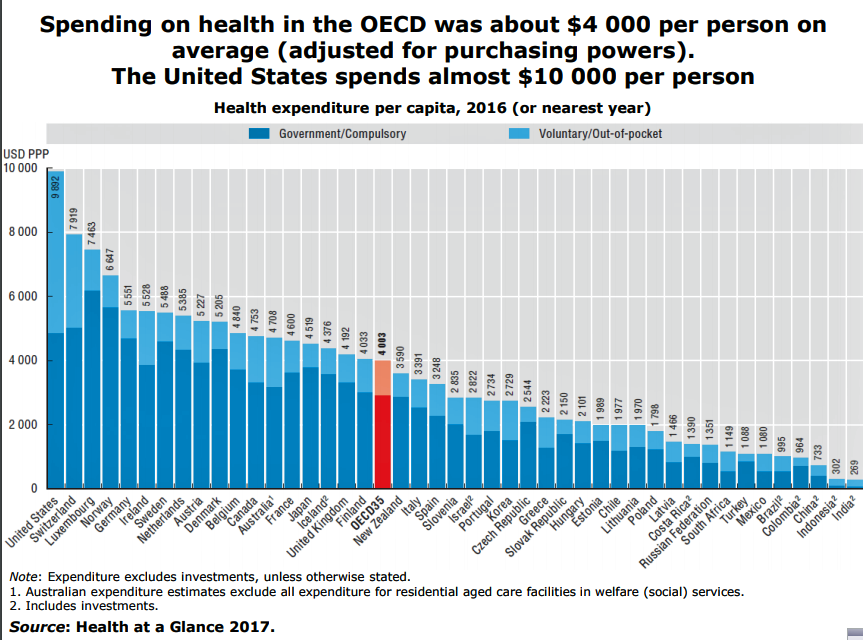 Spending on health in the OECD was about $4 000 per person on
average (adjusted for purchasing powers).
The United States spends almost $10 000 per person
Health expenditure per capita, 2016 (or nearest year)
Government/Compulsory
Voluntary/Out-of-pocket
USD PPP
10 000
8 000
6 000
4 000
2 000
0
9 892
7 919
7 463
6 647
5 551
5 528
5 488
5 385
5 227
5 205
4 840
4 753
4 708
4 600
4 519
4 376
4 192
4 033
4 003
3 590
3 391
3 248
2 835
2 822
2 734
2 729
2 544
2 223
2 150
2 101
1 989
1 977
1 970
1 798
1 466
1 390
1 351
1 149
1 088
1 080
995
964
733
302
269
United States
Switzerland
Luxembourg
Norway
Germany
Ireland
Sweden
Netherlands
Austria
Denmark
Belgium
Canada
Australia¹
France
Japan
Iceland²
United Kingdom
Finland
OECD35
New Zealand
Italy
Spain
Slovenia
Israel²
Portugal
Korea
Czech Republic
Greece
Slovak Republic
Hungary
Estonia
Chile
Lithuania
Poland
Latvia
Costa Rica²
Russian Federation
South Africa
Turkey
Mexico
Brazil²
Colombia²
China²
Indonesia²
India²
Note: Expenditure excludes investments, unless otherwise stated.
1. Australian expenditure estimates exclude all expenditure for residential aged care facilities in welfare (social) services.
2. Includes investments.
Source: Health at a Glance 2017.